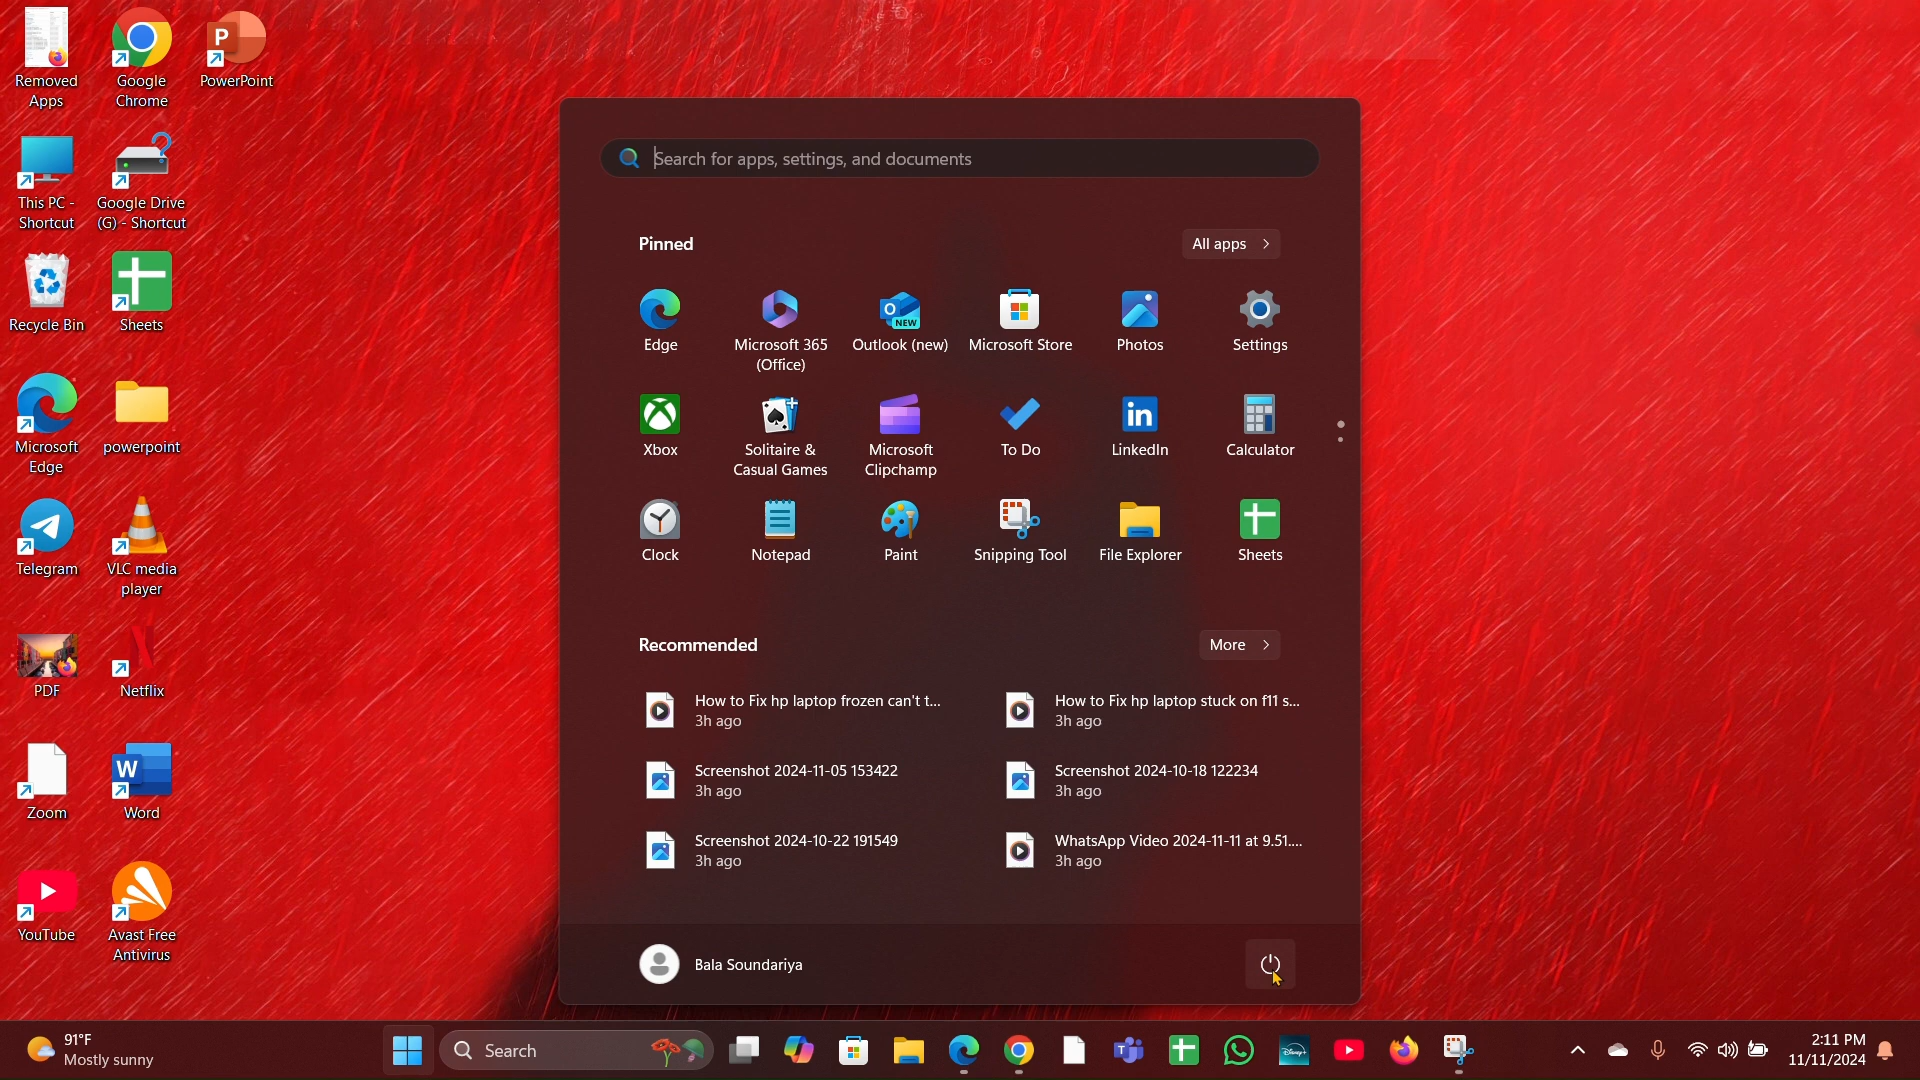 Removed
Apps
Google
Chrome
P
PowerPoint
This PC -
Shortcut
Google Drive
(G) - Shortcut
Recycle Bin
Sheets
Microsoft
Edge
powerpoint
Telegram
VLC media
player
PDF
Netflix
Zoom
W
Word
YouTube
Avast Free
Antivirus
Search for apps, settings, and documents
Pinned
All apps
Edge
Microsoft 365
(Office)
O
NEW
Outlook (new)
Microsoft Store
Photos
Settings
Xbox
Solitaire &
Casual Games
Microsoft
Clipchamp
To Do
in
LinkedIn
Calculator
Clock
Notepad
Paint
Snipping Tool
File Explorer
Sheets
Recommended
More
How to Fix hp laptop frozen can't t...
3h ago
How to Fix hp laptop stuck on f11 s...
3h ago
Screenshot 2024-11-05 153422
3h ago
Screenshot 2024-10-18 122234
3h ago
Screenshot 2024-10-22 191549
3h ago
WhatsApp Video 2024-11-11 at 9.51....
3h ago
Bala Soundariya
91°F
Mostly sunny
Search
T
Disney+
2:11 PM
11/11/2024